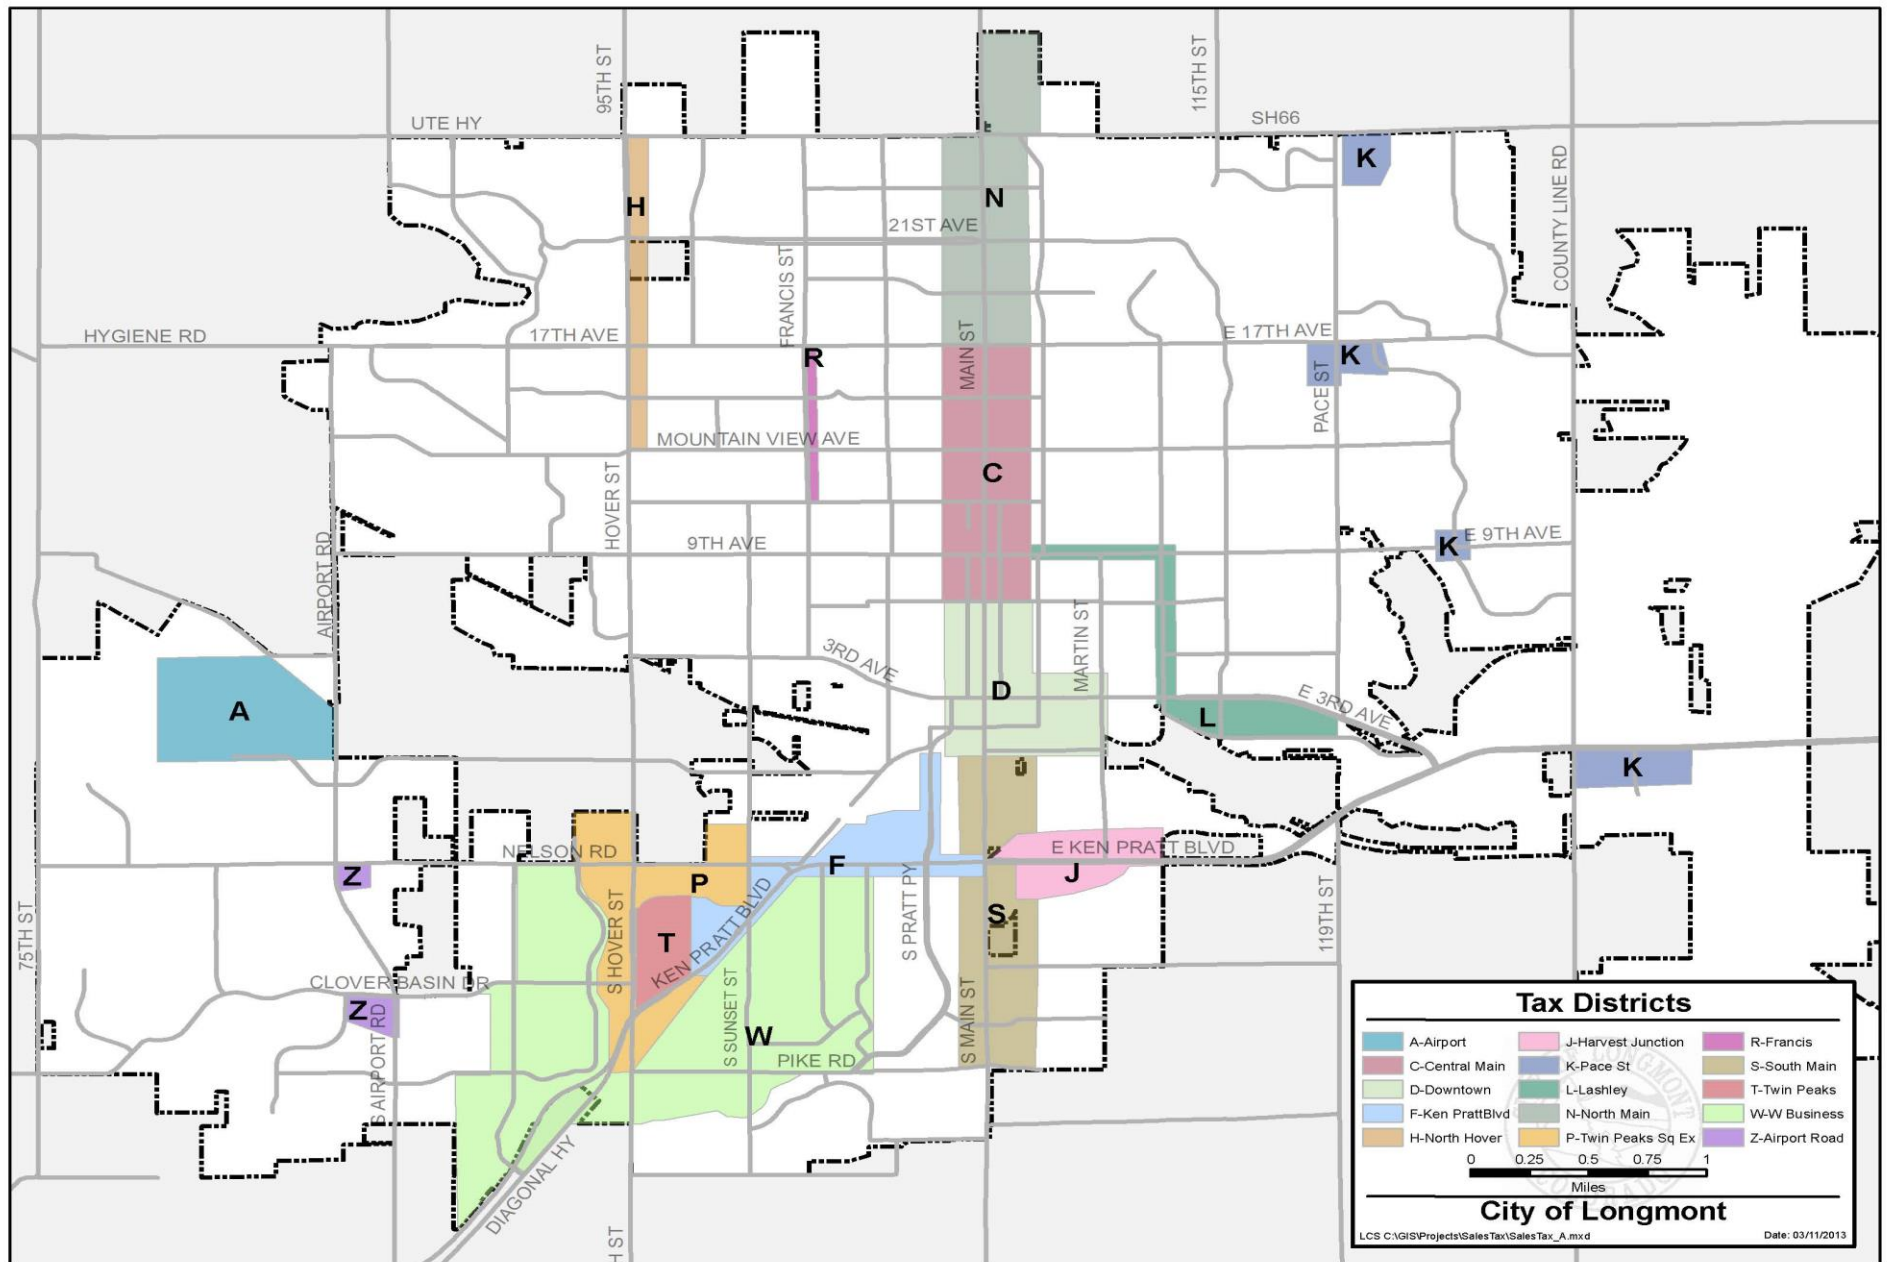 95TH ST
115TH ST
UTE HY
SH66
K
COUNTY LINE RD
H
N
21ST AVE
FRANCIS ST
HYGIENE RD
17TH AVE
E 17TH AVE
R
MAIN ST
K
PACE ST
MOUNTAIN VIEW AVE
C
HOVER ST
AIRPORT RD
9TH AVE
K
E 9TH AVE
MARTIN ST
3RD AVE
D
E 3RD AVE
A
L
K
NELSON RD
E KEN PRATT BLVD
F
Z
P
J
S PRATT PY
75TH ST
S HOVER ST
KEN PRATT BLVD
T
S
119TH ST
CLOVER BASIN DR
Z
S AIRPORT RD
S SUNSET ST
W
S MAIN ST
PIKE RD
DIAGONAL HY
H ST
Tax Districts
A-Airport
C-Central Main
D-Downtown
F-Ken PrattBlvd
H-North Hover
J-Harvest Junction
K-Pace St
L-Lashley
N-North Main
P-Twin Peaks Sq Ex
R-Francis
S-South Main
T-Twin Peaks
W-W Business
Z-Airport Road
0 0.25 0.5 0.75 1
Miles
City of Longmont
LCS C:\GIS\Projects\SalesTax\SalesTax_A.mxd
Date: 03/11/2013